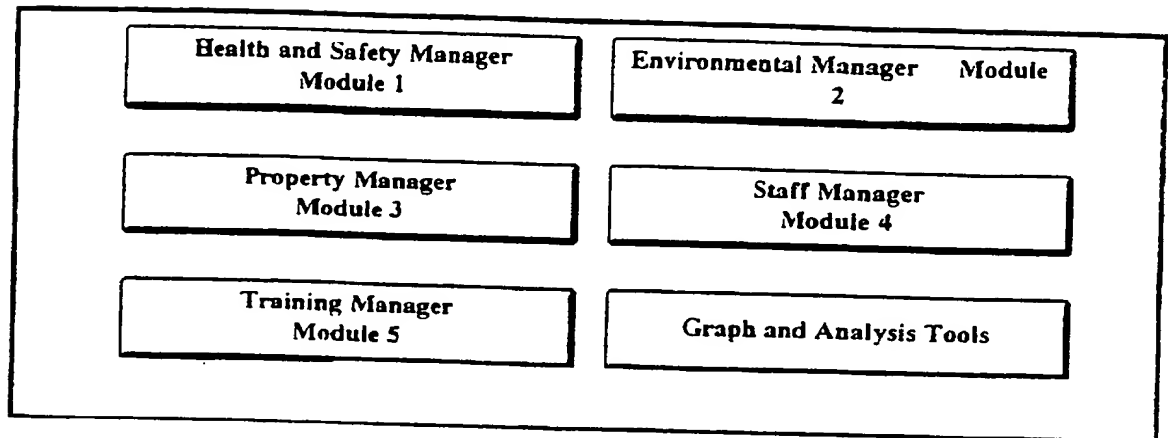 Health and Safety Manager
Module 1
Environmental Manager Module
2
Property Manager
Module 3
Staff Manager
Module 4
Training Manager
Module 5
Graph and Analysis Tools